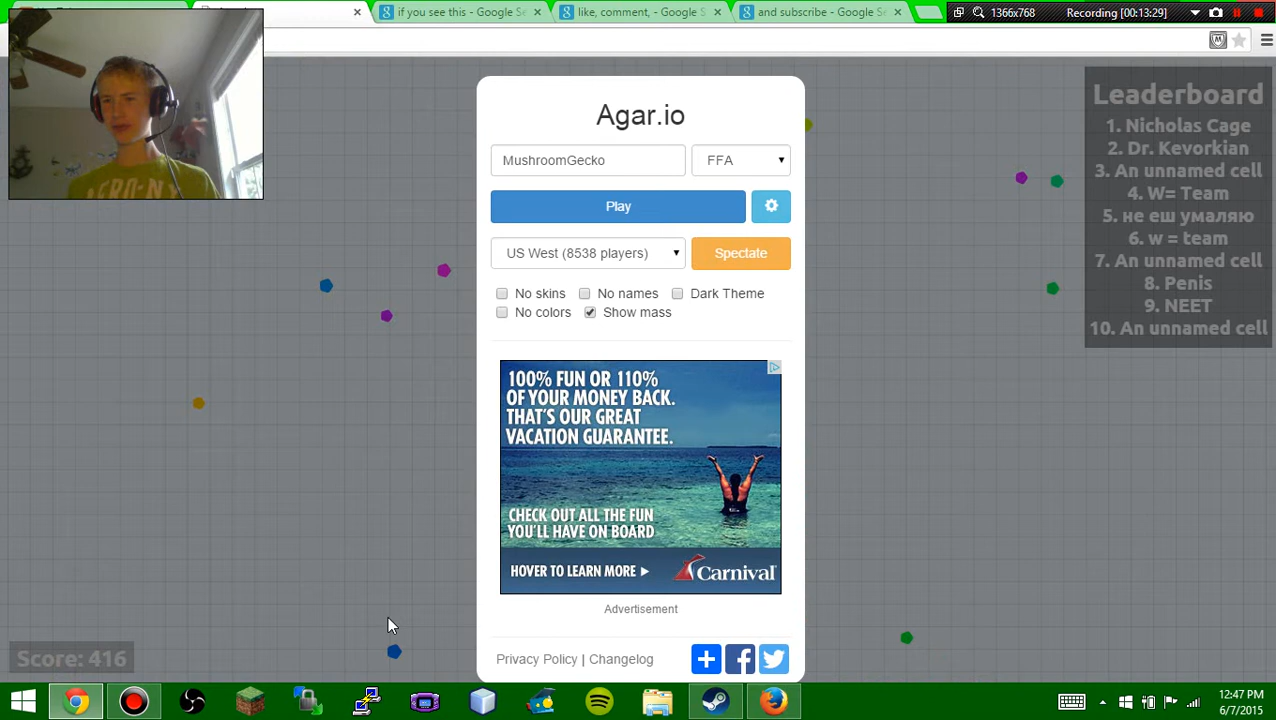 if you see this - Google Se
like, comment, - Google S
and subscribe - Google Se
1366x768
Recording [00:13:29]
Agar.io
MushroomGecko
FFA
Play
US West (8538 players)
Spectate
No skins
No names
Dark Theme
No colors
Show mass
100% FUN OR 110%
OF YOUR MONEY BACK.
THAT'S OUR GREAT
VACATION GUARANTEE.
CHECK OUT ALL THE FUN
YOU'LL HAVE ON BOARD
HOVER TO LEARN MORE
Carnival
Advertisement
Privacy Policy | Changelog
Leaderboard
1. Nicholas Cage
2. Dr. Kevorkian
3. An unnamed cell
4. W= Team
5. не еш умаляю
6. w = team
7. An unnamed cell
8. Penis
9. NEET
10. An unnamed cell
AERO-NY
Score: 416
12:47 PM
6/7/2015